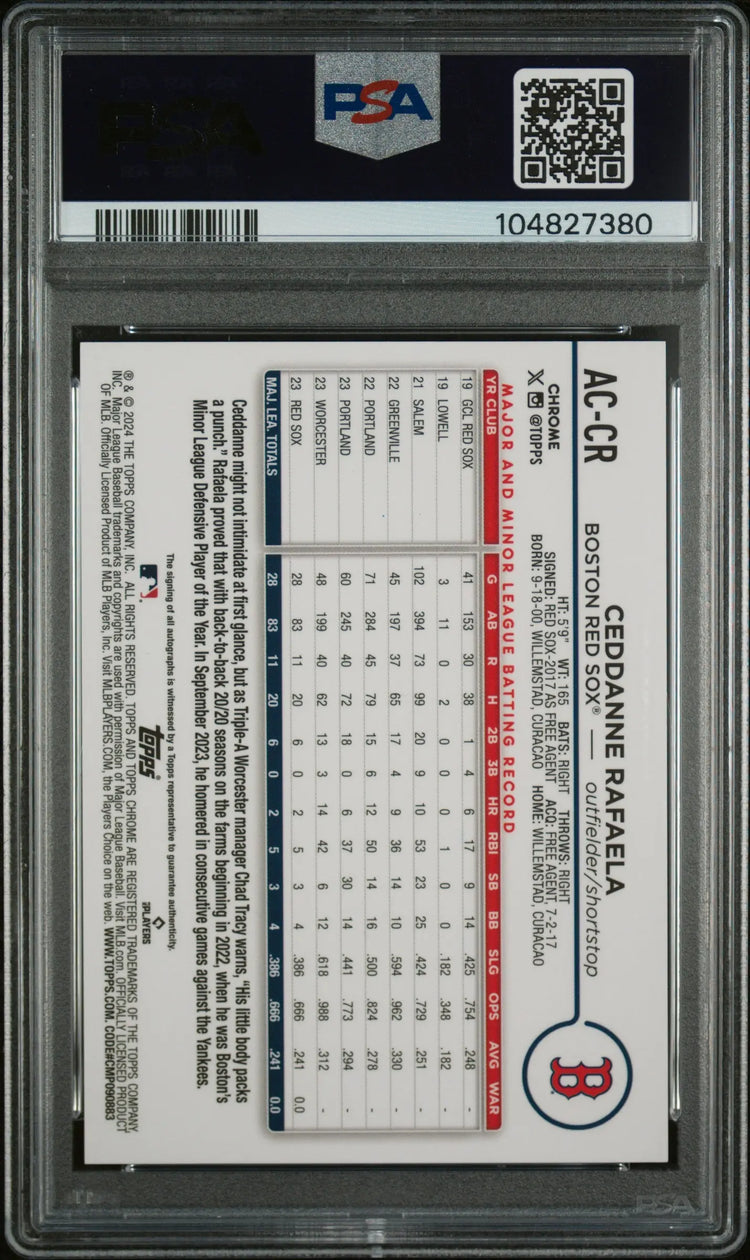 PSA
104827380
AC-CR
CEDDANNE RAFAELA
BOSTON RED SOX® — outfielder/shortstop
HT: 5'9" WT: 165 BATS: RIGHT THROWS: RIGHT
SIGNED: RED SOX-2017 AS FREE AGENT ACQ: FREE AGENT, 7-2-17
BORN: 9-18-00, WILLEMSTAD, CURACAO HOME: WILLEMSTAD, CURACAO
CHROME
X @TOPPS
B
MAJOR AND MINOR LEAGUE BATTING RECORD
YR CLUB G AB R H 2B 3B HR RBI SB BB SLG OPS AVG WAR
19 GCL RED SOX 41 153 30 38 1 4 6 17 9 14 .425 .754 .248 -
19 LOWELL 3 11 0 2 0 0 0 1 0 0 .182 .348 .182 -
21 SALEM 102 394 73 99 20 9 10 53 23 25 .424 .729 .251 -
22 GREENVILLE 45 197 37 65 17 4 9 36 14 10 .594 .962 .330 -
22 PORTLAND 71 284 45 79 15 6 12 50 14 16 .500 .824 .278 -
23 PORTLAND 60 245 40 72 18 0 6 37 30 14 .441 .773 .294 -
23 WORCESTER 48 199 40 62 13 3 14 42 6 12 .618 .988 .312 -
23 RED SOX 28 83 11 20 6 0 2 5 3 4 .386 .666 .241 0.0
MAJ. LEA. TOTALS 28 83 11 20 6 0 2 5 3 4 .386 .666 .241 0.0
Ceddanne might not intimidate at first glance, but as Triple-A Worcester manager Chad Tracy warns, "His little body packs
a punch." Rafaela proved that with back-to-back 20/20 seasons on the farms beginning in 2022, when he was Boston's
Minor League Defensive Player of the Year. In September 2023, he homered in consecutive games against the Yankees.
The signing of all autographs is witnessed by a Topps representative to guarantee authenticity.
topps
PLAYERS
® & © 2024 THE TOPPS COMPANY, INC. ALL RIGHTS RESERVED. TOPPS AND TOPPS CHROME ARE REGISTERED TRADEMARKS OF THE TOPPS COMPANY,
INC. Major League Baseball trademarks and copyrights are used with permission of Major League Baseball. Visit MLB.com. OFFICIALLY LICENSED PRODUCT
OF MLB. Officially Licensed Product of MLB Players, Inc. Visit MLBPLAYERS.COM, the Players Choice on the web. WWW.TOPPS.COM. CODE#CMP090883
PSA